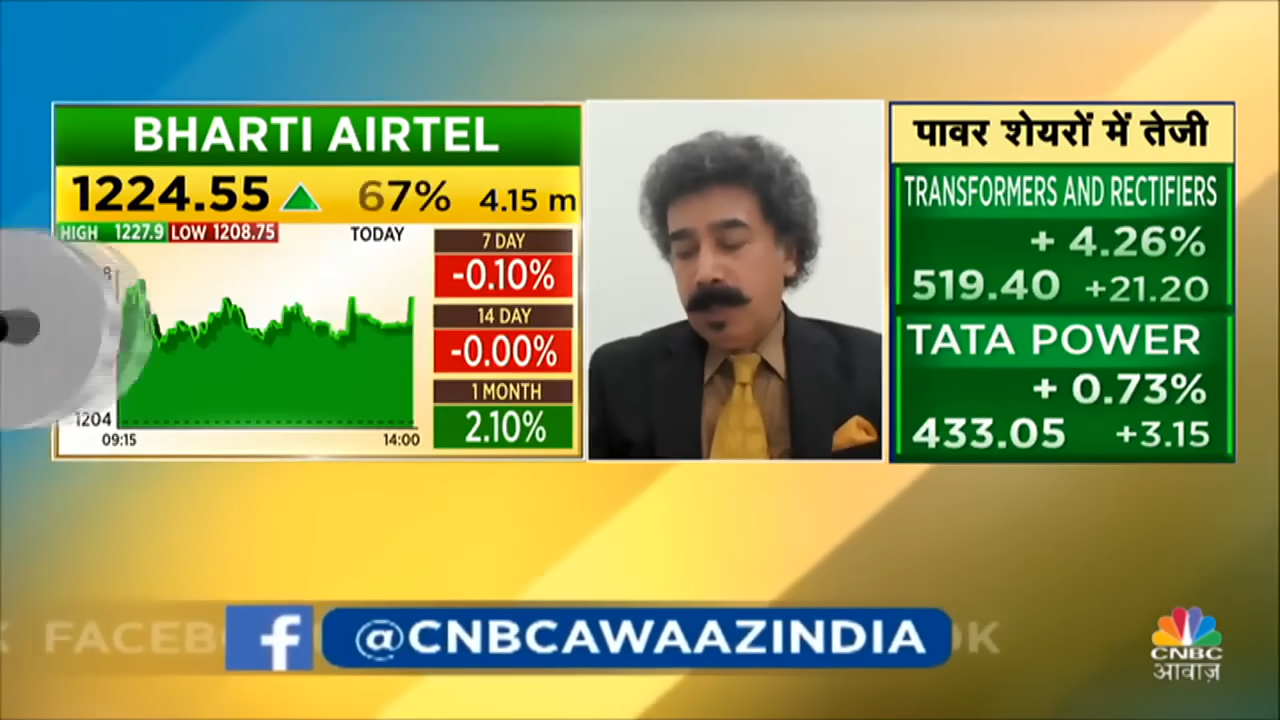 BHARTI AIRTEL
1224.55 67% 4.15 m
HIGH 1227.9 LOW 1208.75 TODAY
7 DAY
-0.10%
14 DAY
-0.00%
1 MONTH
2.10%
1204
09:15 14:00
पावर शेयरों में तेजी
TRANSFORMERS AND RECTIFIERS
+ 4.26%
519.40 +21.20
TATA POWER
+ 0.73%
433.05 +3.15
@CNBCAWAAZINDIA
CNBC
आवाज़